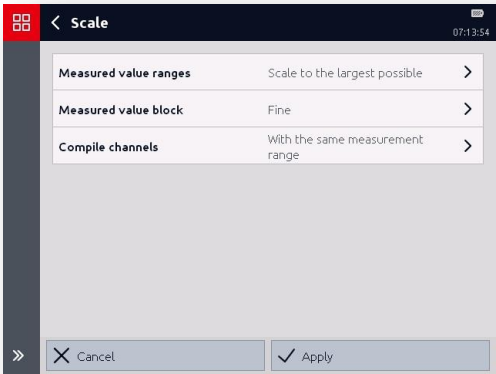 Scale
07:13:54
Measured value ranges
Scale to the largest possible
Measured value block
Fine
Compile channels
With the same measurement
range
Cancel
Apply